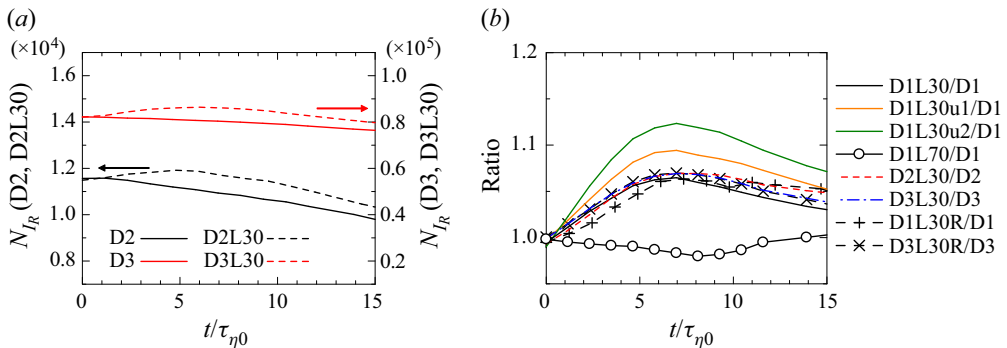 (a)
(×10⁴)
(×10⁵)
1.6
1.4
1.2
1.0
0.8
1.0
0.8
0.6
0.4
0.2
N_{I_R} (D2, D2L30)
N_{I_R} (D3, D3L30)
D2 D2L30
D3 D3L30
0 5 10 15
t/τ_{η0}
(b)
1.2
1.1
1.0
Ratio
0 5 10 15
t/τ_{η0}
D1L30/D1
D1L30u1/D1
D1L30u2/D1
D1L70/D1
D2L30/D2
D3L30/D3
D1L30R/D1
D3L30R/D3